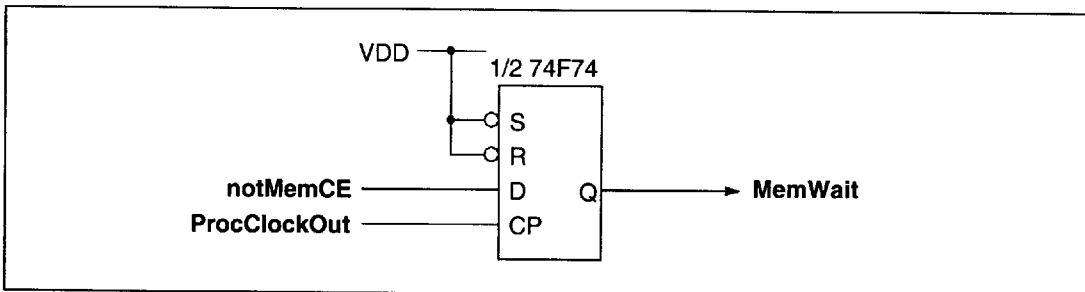 VDD
1/2 74F74
S
R
notMemCE D Q MemWait
ProcClockOut CP